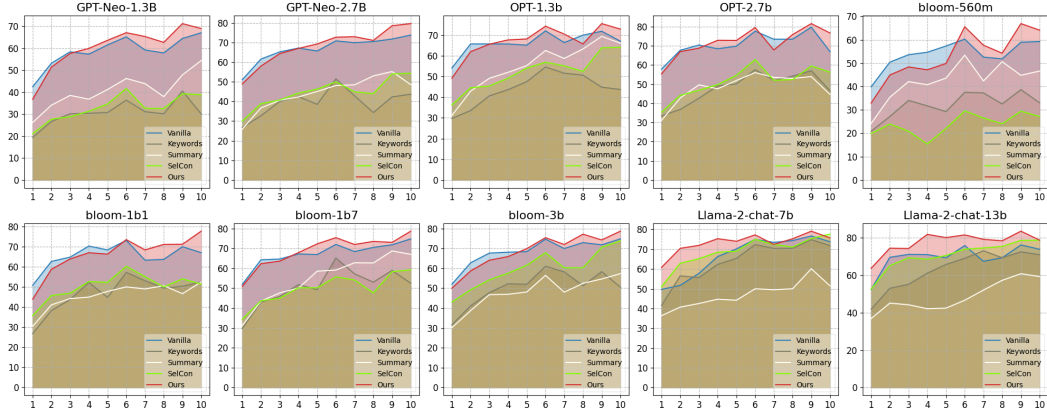 GPT-Neo-1.3B
70
60
50
40
30
20
10
0
1 2 3 4 5 6 7 8 9 10
Vanilla
Keywords
Summary
SelCon
Ours
GPT-Neo-2.7B
80
70
60
50
40
30
20
10
0
1 2 3 4 5 6 7 8 9 10
Vanilla
Keywords
Summary
SelCon
Ours
OPT-1.3b
70
60
50
40
30
20
10
0
1 2 3 4 5 6 7 8 9 10
Vanilla
Keywords
Summary
SelCon
Ours
OPT-2.7b
80
70
60
50
40
30
20
10
0
1 2 3 4 5 6 7 8 9 10
Vanilla
Keywords
Summary
SelCon
Ours
bloom-560m
70
60
50
40
30
20
10
0
1 2 3 4 5 6 7 8 9 10
Vanilla
Keywords
Summary
SelCon
Ours
bloom-1b1
80
70
60
50
40
30
20
10
0
1 2 3 4 5 6 7 8 9 10
Vanilla
Keywords
Summary
SelCon
Ours
bloom-1b7
80
70
60
50
40
30
20
10
0
1 2 3 4 5 6 7 8 9 10
Vanilla
Keywords
Summary
SelCon
Ours
bloom-3b
80
70
60
50
40
30
20
10
0
1 2 3 4 5 6 7 8 9 10
Vanilla
Keywords
Summary
SelCon
Ours
Llama-2-chat-7b
80
60
40
20
0
1 2 3 4 5 6 7 8 9 10
Vanilla
Keywords
Summary
SelCon
Ours
Llama-2-chat-13b
80
60
40
20
0
1 2 3 4 5 6 7 8 9 10
Vanilla
Keywords
Summary
SelCon
Ours